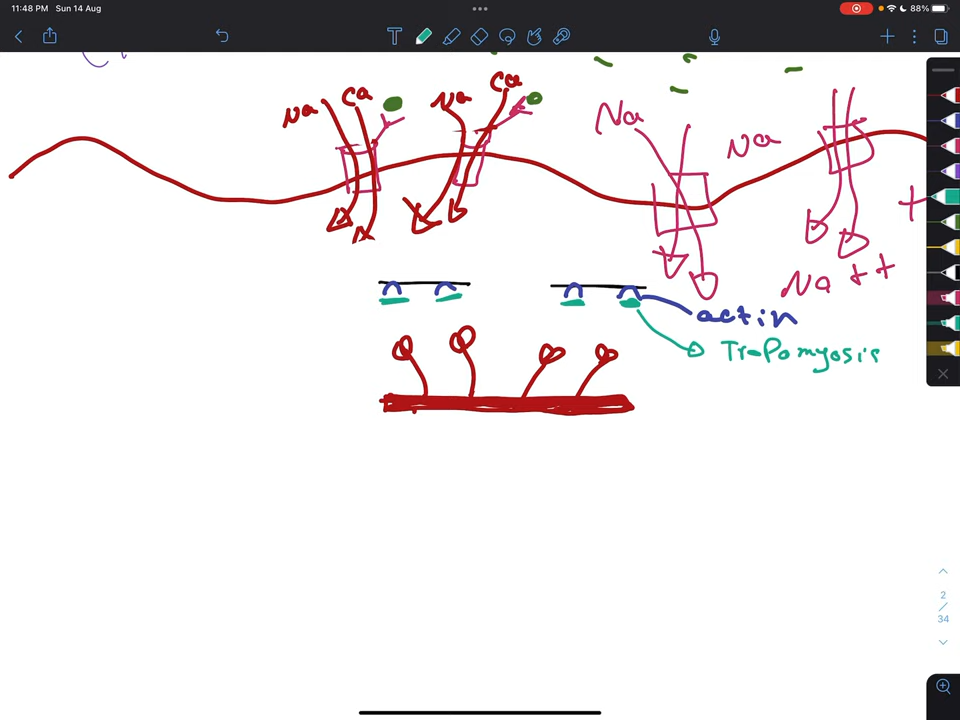 11:48 PM Sun 14 Aug
88%
Na Ca
Na Ca
Na
Na
+
Na ++
actin
Tropomyosis
2
/
34